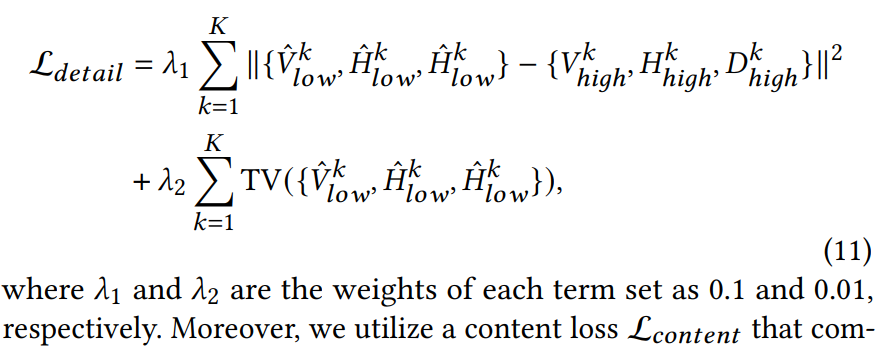 ℒ_detail = λ₁ ∑_{k=1}^{K} ‖{V̂^k_low, Ĥ^k_low, Ĥ^k_low} − {V^k_high, H^k_high, D^k_high}‖²
+ λ₂ ∑_{k=1}^{K} TV({V̂^k_low, Ĥ^k_low, Ĥ^k_low}),
(11)
where λ₁ and λ₂ are the weights of each term set as 0.1 and 0.01,
respectively. Moreover, we utilize a content loss ℒ_content that com-